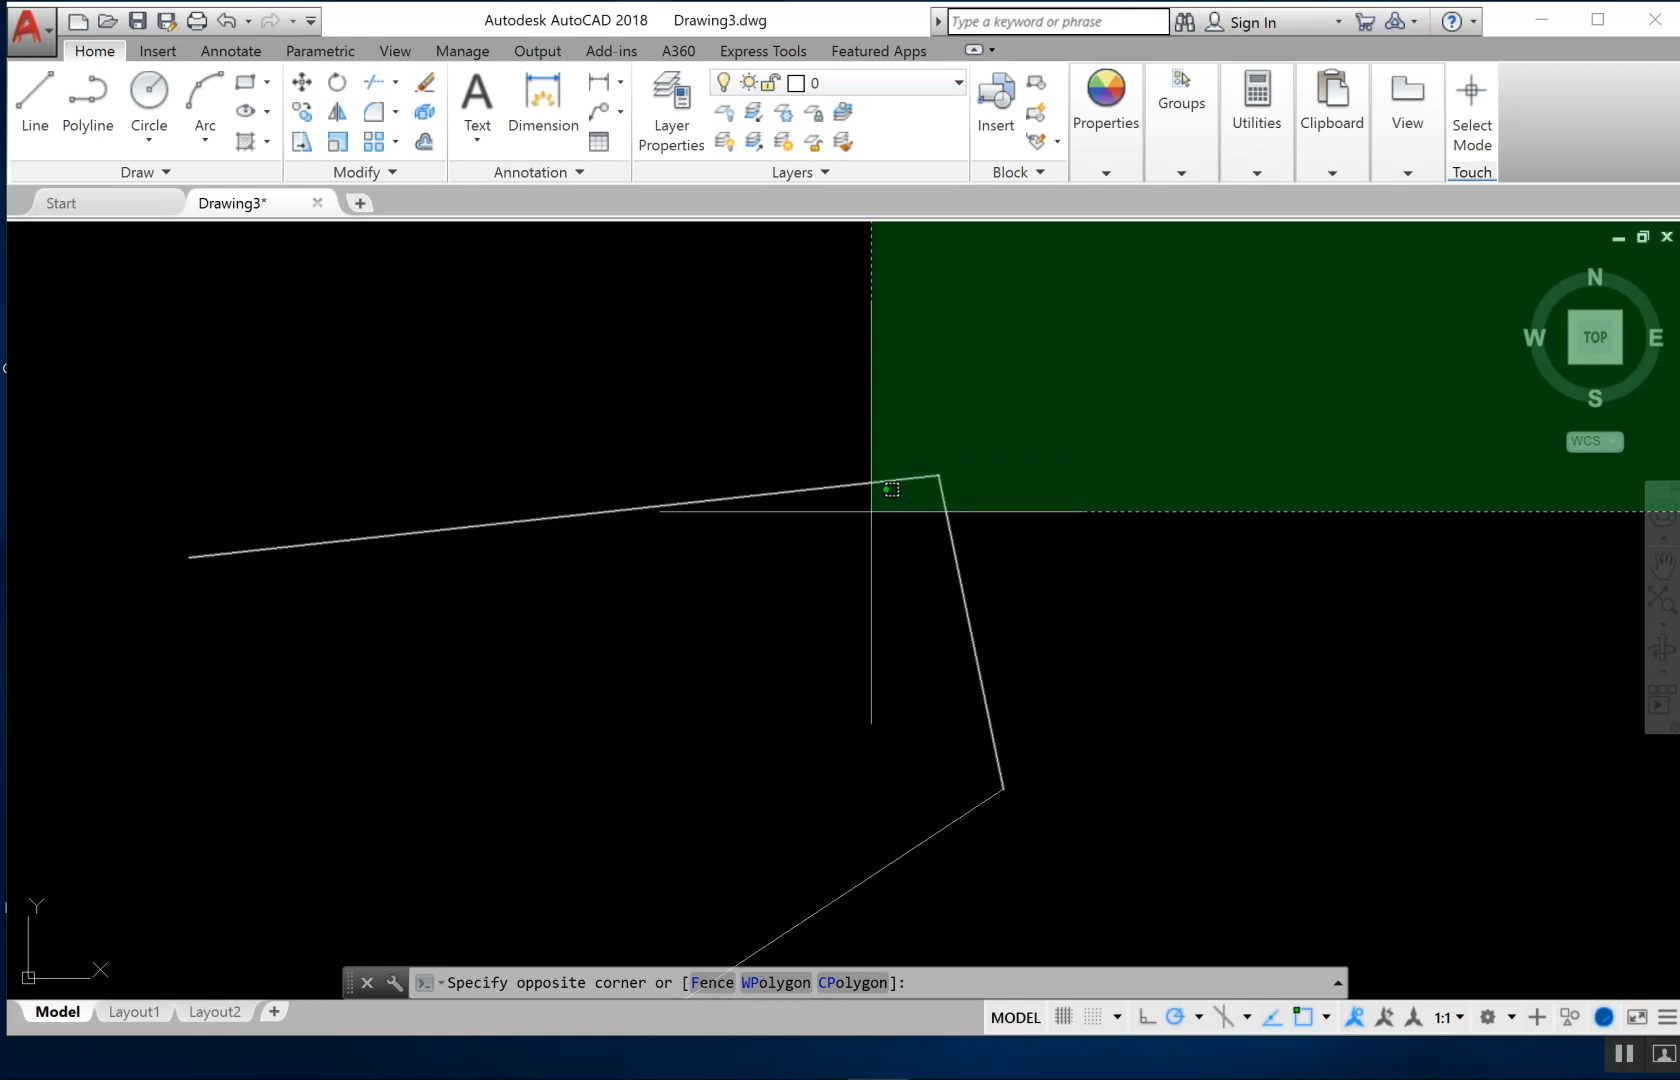 Autodesk AutoCAD 2018 Drawing3.dwg
Type a keyword or phrase
Sign In
Home Insert Annotate Parametric View Manage Output Add-ins A360 Express Tools Featured Apps
Line
Polyline
Circle
Arc
Text
Dimension
Layer
Properties
0
Insert
Properties
Groups
Utilities
Clipboard
View
Select
Mode
Draw
Modify
Annotation
Layers
Block
Touch
Start
Drawing3*
N
W
TOP
E
S
WCS
Y
X
Specify opposite corner or [Fence WPolygon CPolygon]:
Model
Layout1
Layout2
MODEL
1:1